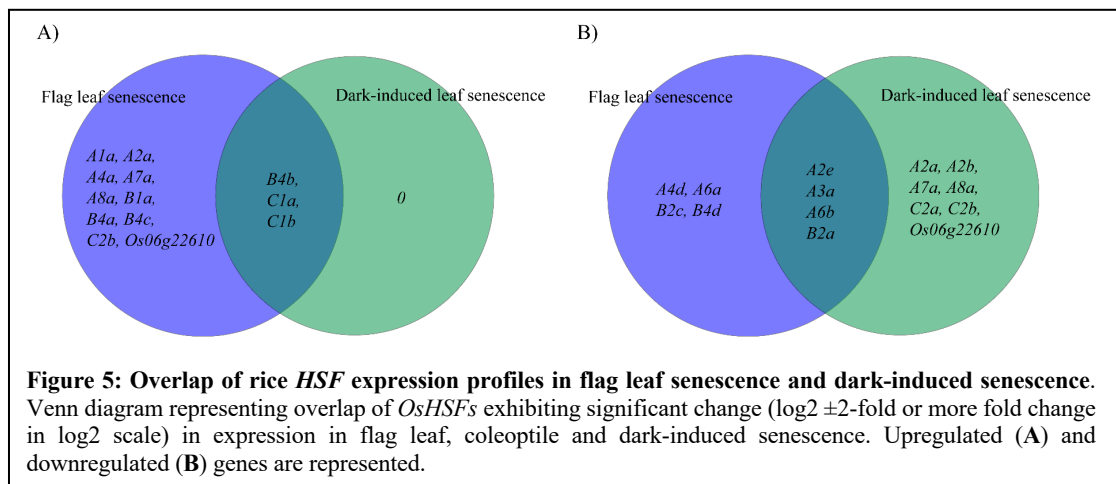 A)
Flag leaf senescence
Dark-induced leaf senescence
A1a, A2a,
A4a, A7a,
A8a, B1a,
B4a, B4c,
C2b, Os06g22610
B4b,
C1a,
C1b
0
B)
Flag leaf senescence
Dark-induced leaf senescence
A4d, A6a
B2c, B4d
A2e
A3a
A6b
B2a
A2a, A2b,
A7a, A8a,
C2a, C2b,
Os06g22610
Figure 5: Overlap of rice HSF expression profiles in flag leaf senescence and dark-induced senescence.
Venn diagram representing overlap of OsHSFs exhibiting significant change (log2 ±2-fold or more fold change
in log2 scale) in expression in flag leaf, coleoptile and dark-induced senescence. Upregulated (A) and
downregulated (B) genes are represented.